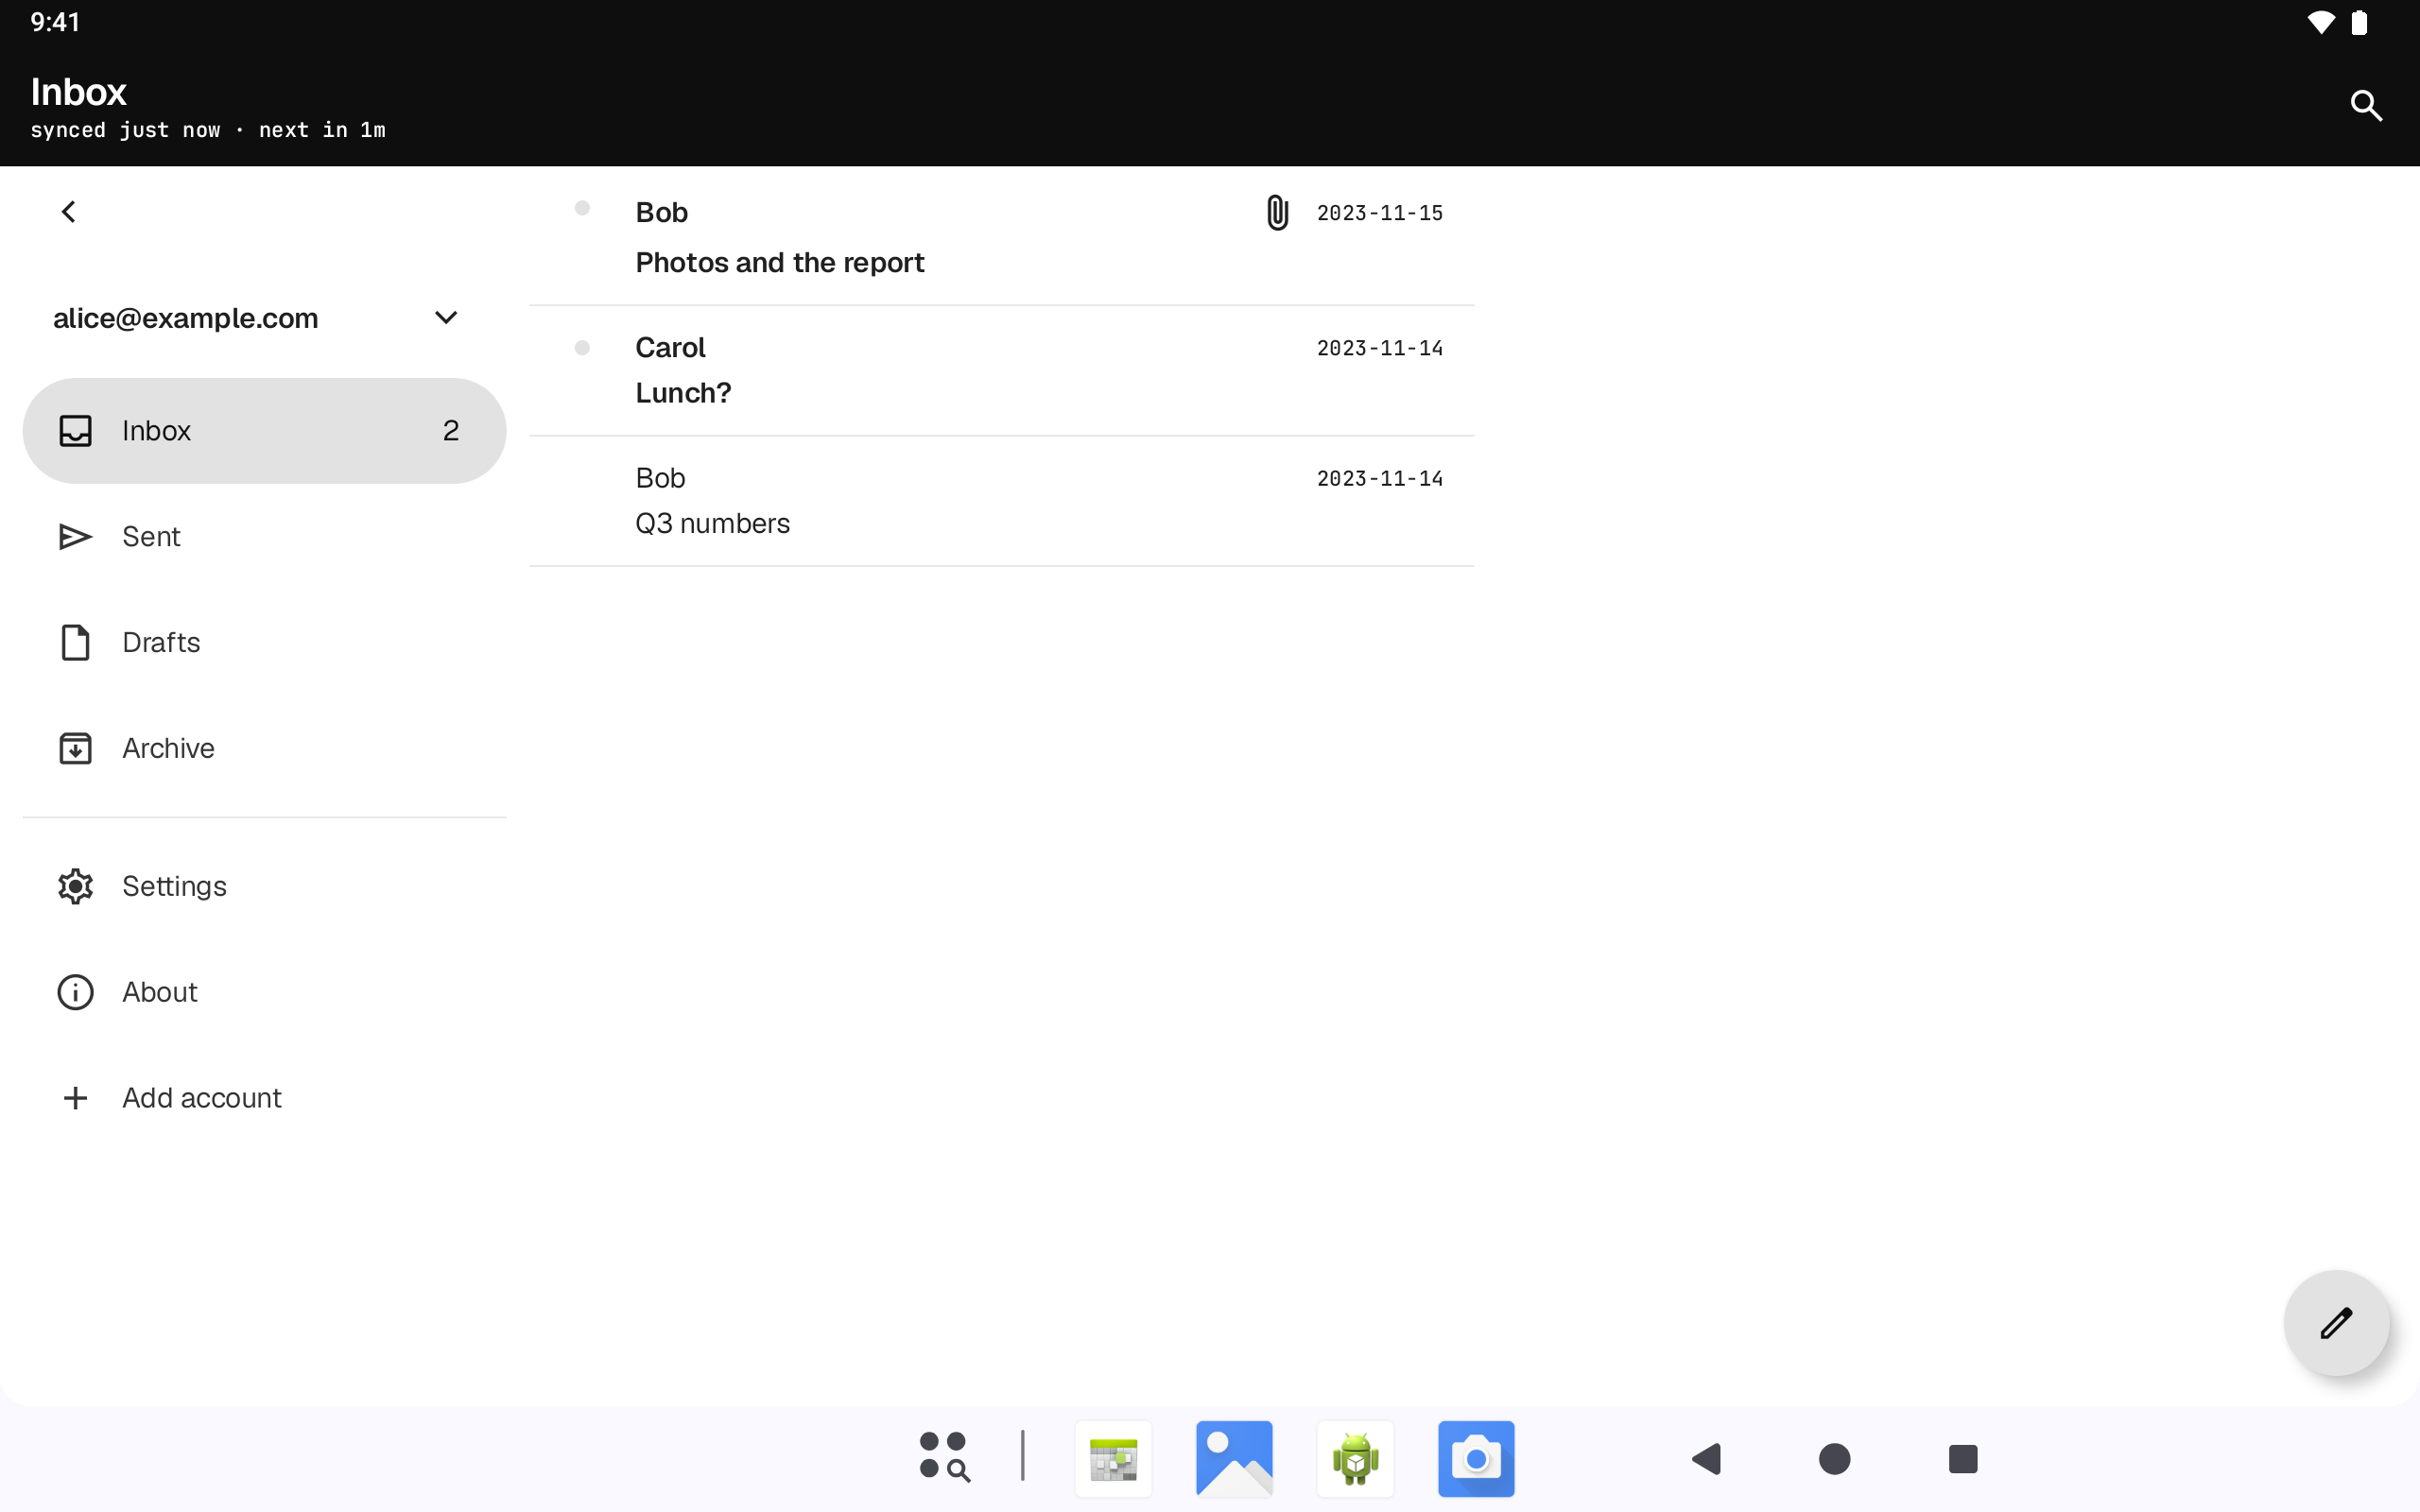 9:41
Inbox
synced just now · next in 1m
alice@example.com
Inbox 2
Sent
Drafts
Archive
Settings
About
Add account
Bob 2023-11-15
Photos and the report
Carol 2023-11-14
Lunch?
Bob 2023-11-14
Q3 numbers